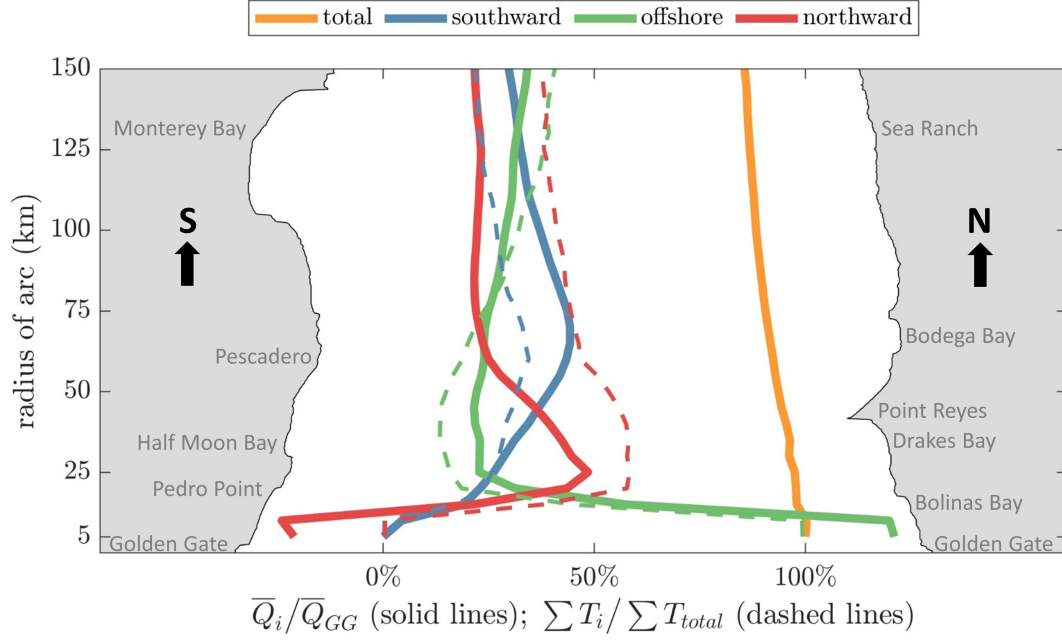 total southward offshore northward
150
125
100
75
50
25
5
radius of arc (km)
Monterey Bay
S
Pescadero
Half Moon Bay
Pedro Point
Golden Gate
Sea Ranch
N
Bodega Bay
Point Reyes
Drakes Bay
Bolinas Bay
Golden Gate
0% 50% 100%
Q̅ᵢ/Q̅_GG (solid lines); ∑ Tᵢ/ ∑ T_total (dashed lines)